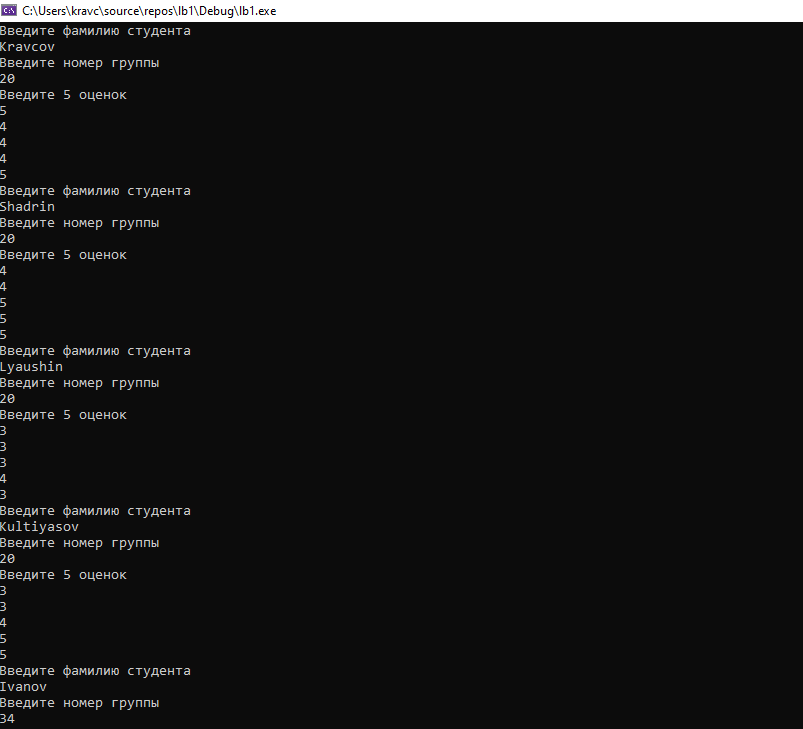 C:\Users\kravc\source\repos\lb1\Debug\lb1.exe
Введите фамилию студента
Kravcov
Введите номер группы
20
Введите 5 оценок
5
4
4
4
5
Введите фамилию студента
Shadrin
Введите номер группы
20
Введите 5 оценок
4
4
5
5
5
Введите фамилию студента
Lyaushin
Введите номер группы
20
Введите 5 оценок
3
3
3
4
3
Введите фамилию студента
Kultiyasov
Введите номер группы
20
Введите 5 оценок
3
3
4
5
5
Введите фамилию студента
Ivanov
Введите номер группы
34